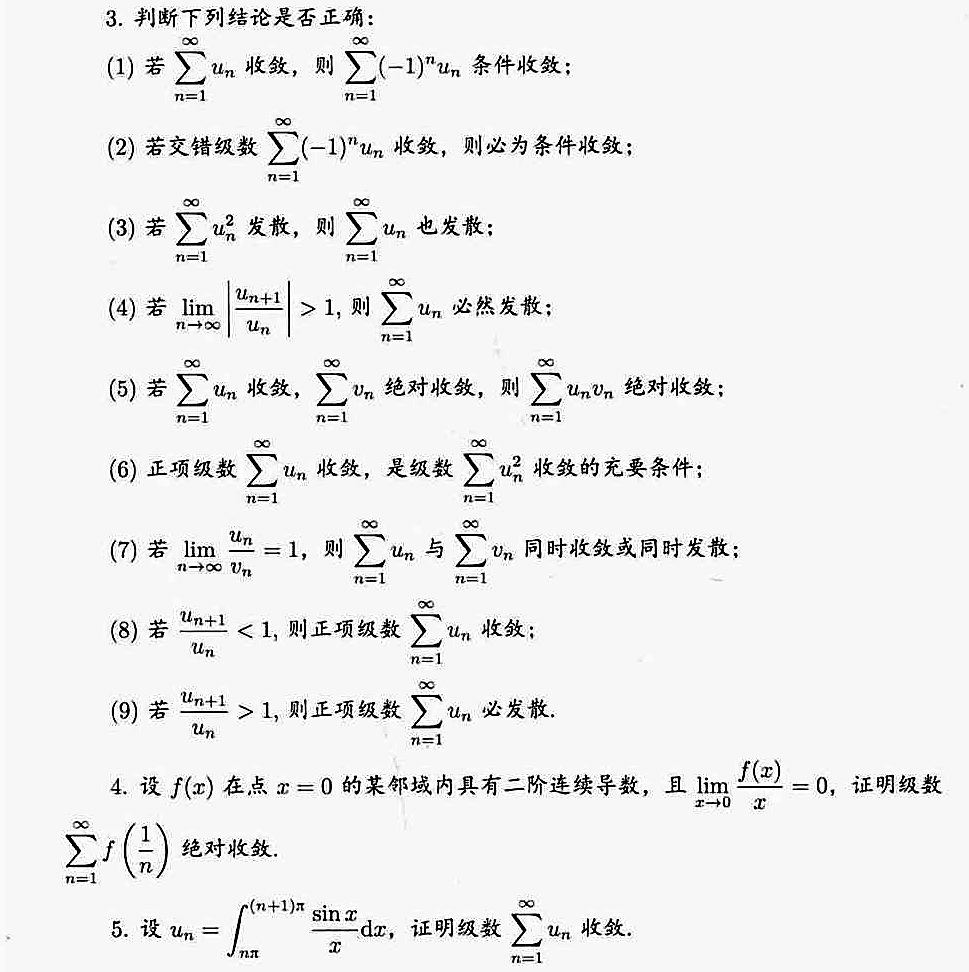 3. 判断下列结论是否正确:
(1) 若 $\sum_{n=1}^{\infty} u_n$ 收敛, 则 $\sum_{n=1}^{\infty} (-1)^n u_n$ 条件收敛;
(2) 若交错级数 $\sum_{n=1}^{\infty} (-1)^n u_n$ 收敛, 则必为条件收敛;
(3) 若 $\sum_{n=1}^{\infty} u_n^2$ 发散, 则 $\sum_{n=1}^{\infty} u_n$ 也发散;
(4) 若 $\lim_{n \to \infty} \left| \frac{u_{n+1}}{u_n} \right| > 1$, 则 $\sum_{n=1}^{\infty} u_n$ 必然发散;
(5) 若 $\sum_{n=1}^{\infty} u_n$ 收敛, $\sum_{n=1}^{\infty} v_n$ 绝对收敛, 则 $\sum_{n=1}^{\infty} u_n v_n$ 绝对收敛;
(6) 正项级数 $\sum_{n=1}^{\infty} u_n$ 收敛, 是级数 $\sum_{n=1}^{\infty} u_n^2$ 收敛的充要条件;
(7) 若 $\lim_{n \to \infty} \frac{u_n}{v_n} = 1$, 则 $\sum_{n=1}^{\infty} u_n$ 与 $\sum_{n=1}^{\infty} v_n$ 同时收敛或同时发散;
(8) 若 $\frac{u_{n+1}}{u_n} < 1$, 则正项级数 $\sum_{n=1}^{\infty} u_n$ 收敛;
(9) 若 $\frac{u_{n+1}}{u_n} > 1$, 则正项级数 $\sum_{n=1}^{\infty} u_n$ 必发散.
4. 设 $f(x)$ 在点 $x = 0$ 的某邻域内具有二阶连续导数, 且 $\lim_{x \to 0} \frac{f(x)}{x} = 0$, 证明级数
$\sum_{n=1}^{\infty} f\left(\frac{1}{n}\right)$ 绝对收敛.
5. 设 $u_n = \int_{n\pi}^{(n+1)\pi} \frac{\sin x}{x} \mathrm{d}x$, 证明级数 $\sum_{n=1}^{\infty} u_n$ 收敛.